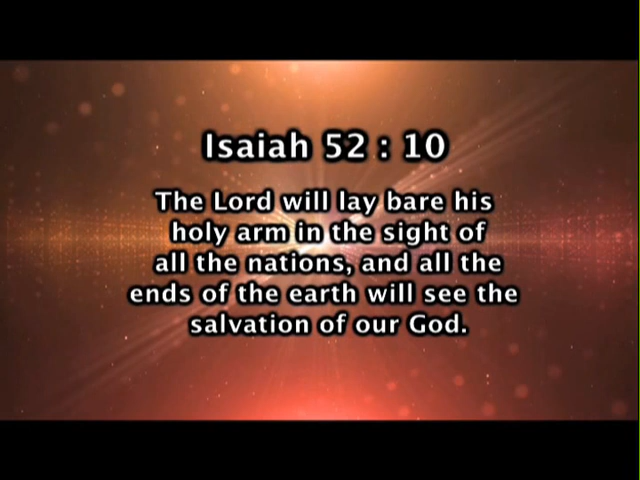 Isaiah 52 : 10
The Lord will lay bare his
holy arm in the sight of
all the nations, and all the
ends of the earth will see the
salvation of our God.